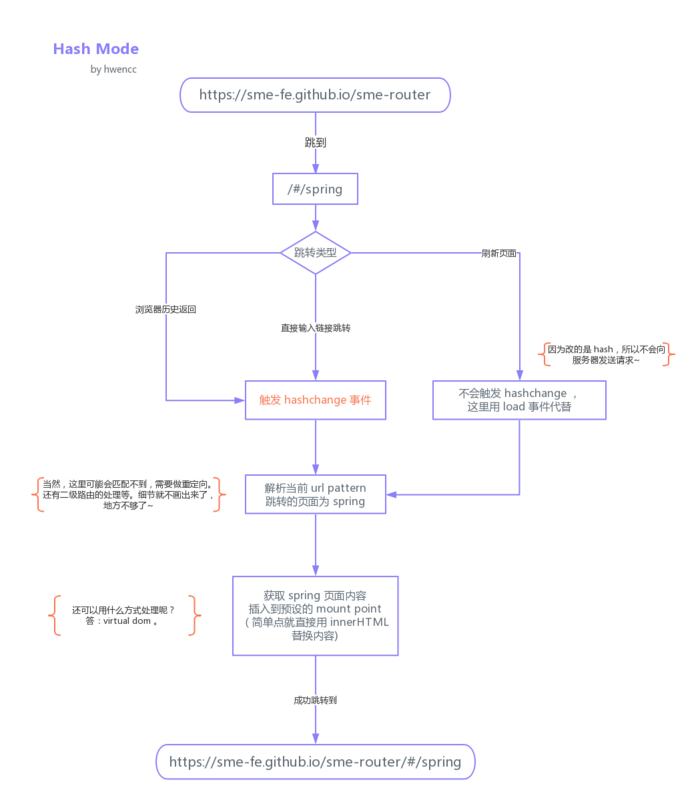 Hash Mode
by hwencc
https://sme-fe.github.io/sme-router
跳到
/#/spring
跳转类型
刷新页面
浏览器历史返回
直接输入链接跳转
因为改的是 hash，所以不会向
服务器发送请求~
触发 hashchange 事件
不会触发 hashchange ，
这里用 load 事件代替
当然，这里可能会匹配不到，需要做重定向。
还有二级路由的处理等。细节就不画出来了，
地方不够了~
解析当前 url pattern
跳转的页面为 spring
获取 spring 页面内容
插入到预设的 mount point
（ 简单点就直接用 innerHTML
替换内容)
还可以用什么方式处理呢？
答：virtual dom 。
成功跳转到
https://sme-fe.github.io/sme-router/#/spring